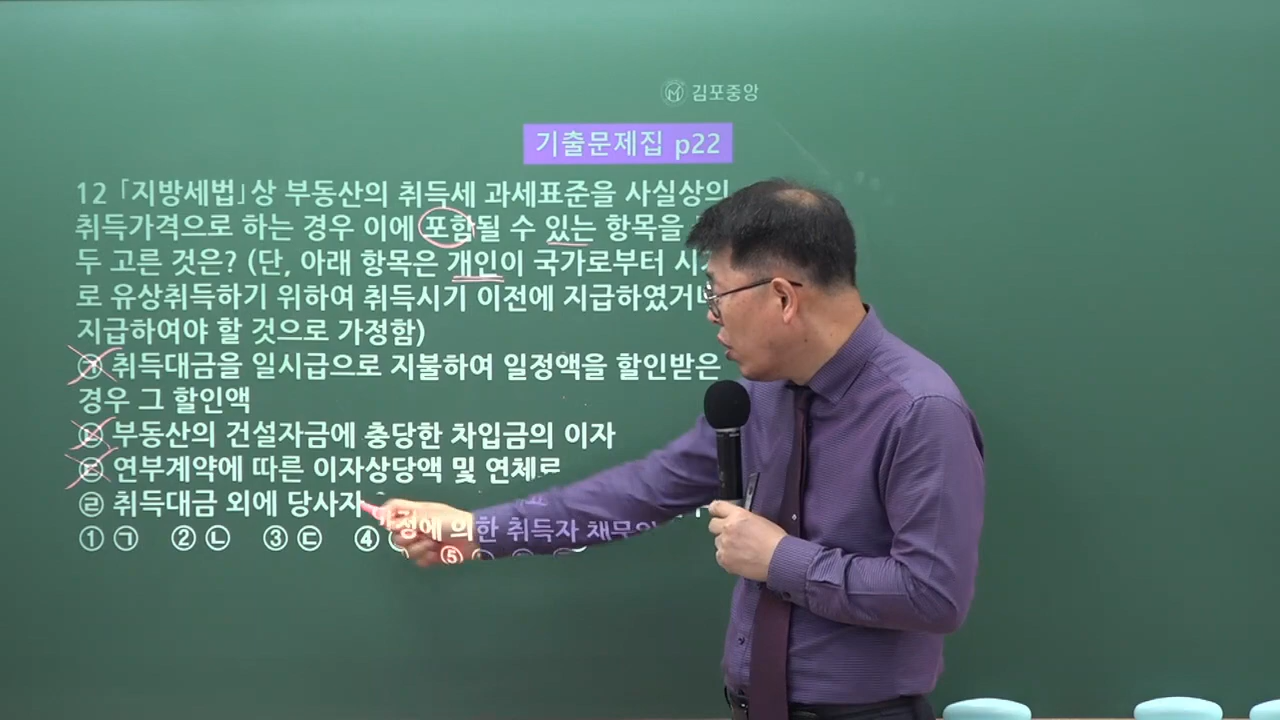 김포중앙
기출문제집 p22
12 「지방세법」상 부동산의 취득세 과세표준을 사실상의
취득가격으로 하는 경우 이에 포함될 수 있는 항목을
두 고른 것은? (단, 아래 항목은 개인이 국가로부터
로 유상취득하기 위하여 취득시기 이전에 지급하였거나
지급하여야 할 것으로 가정함)
㉠ 취득대금을 일시급으로 지불하여 일정액을 할인받은
경우 그 할인액
㉡ 부동산의 건설자금에 충당한 차입금의 이자
㉢ 연부계약에 따른 이자상당액 및 연체료
㉣ 취득대금 외에 당사자 약정에 의한 취득자 채무인
① ㄱ ② ㄴ ③ ㄷ ④ ⑤